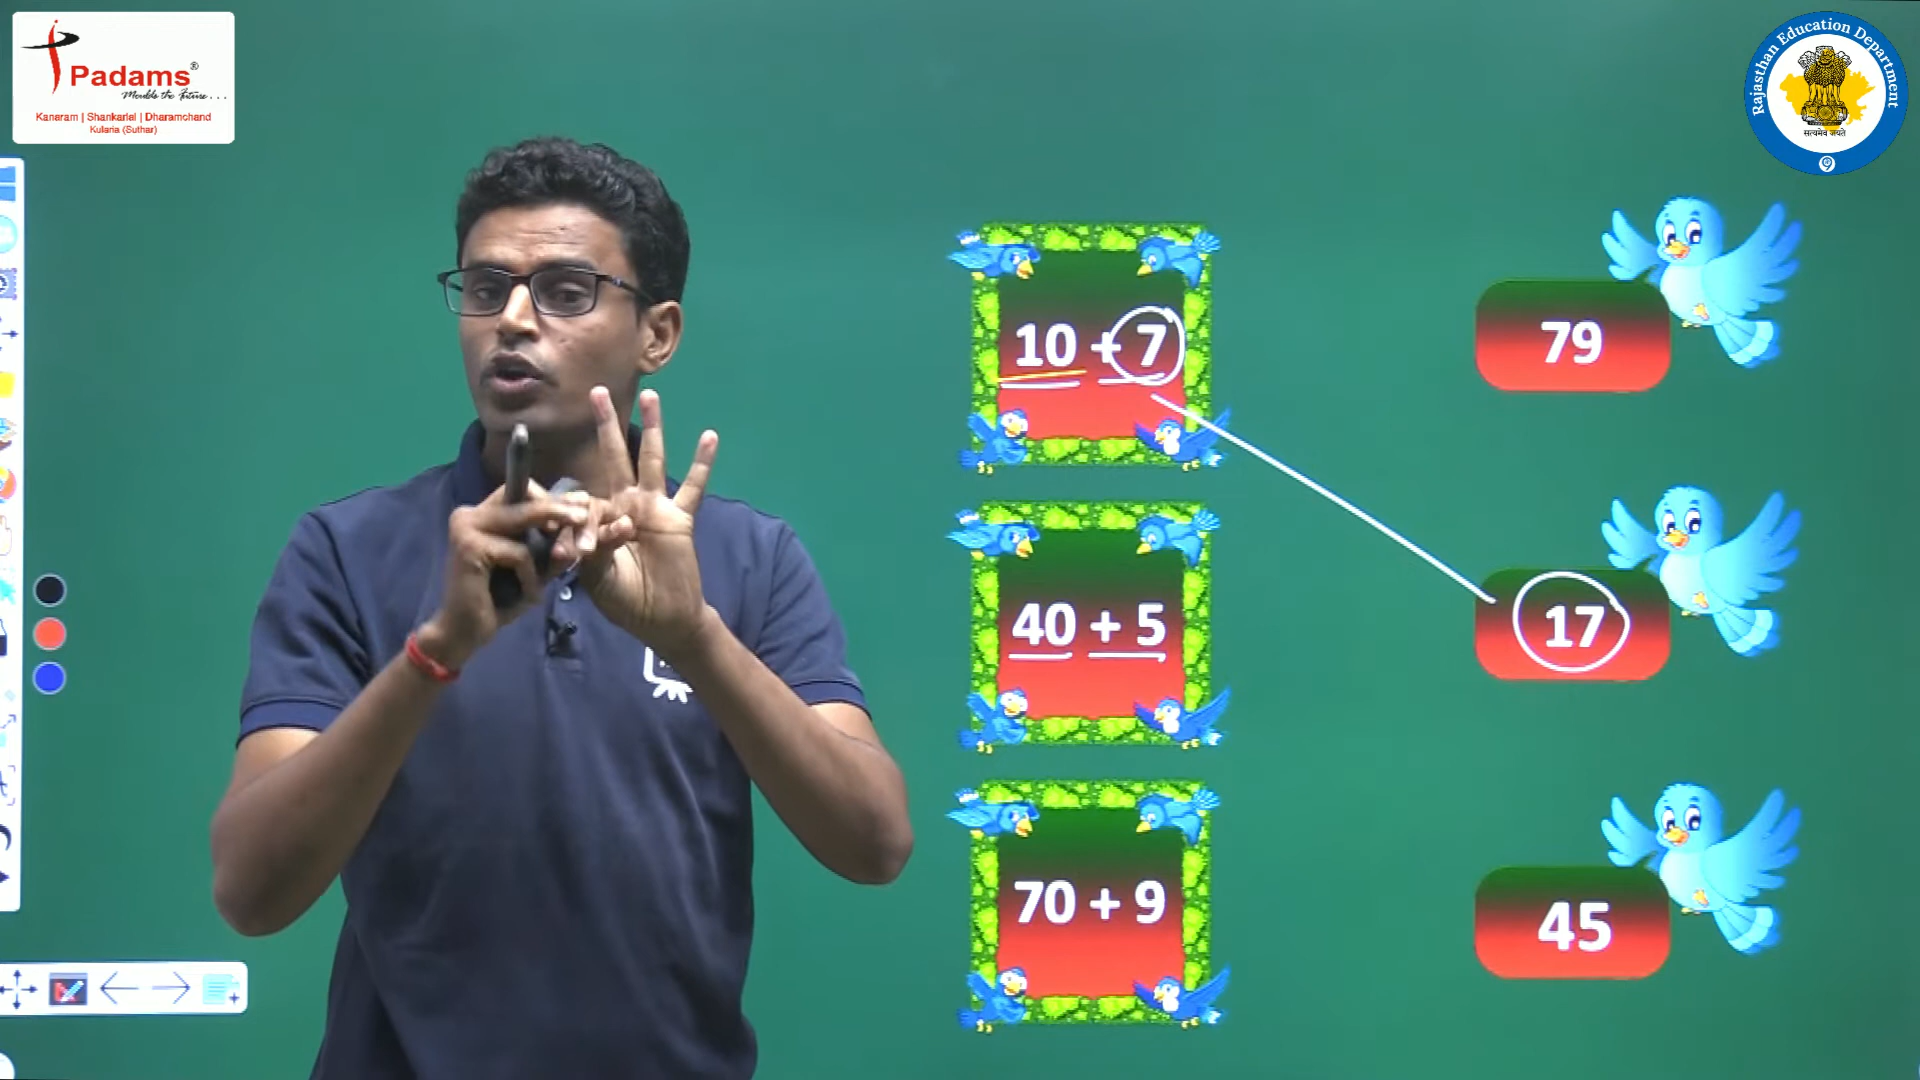 Padams®
Moulds the Future...
Kanaram | Shankarlal | Dharamchand
Kularia (Suthar)
Rajasthan Education Department
सत्यमेव जयते
10 + 7
79
40 + 5
17
70 + 9
45